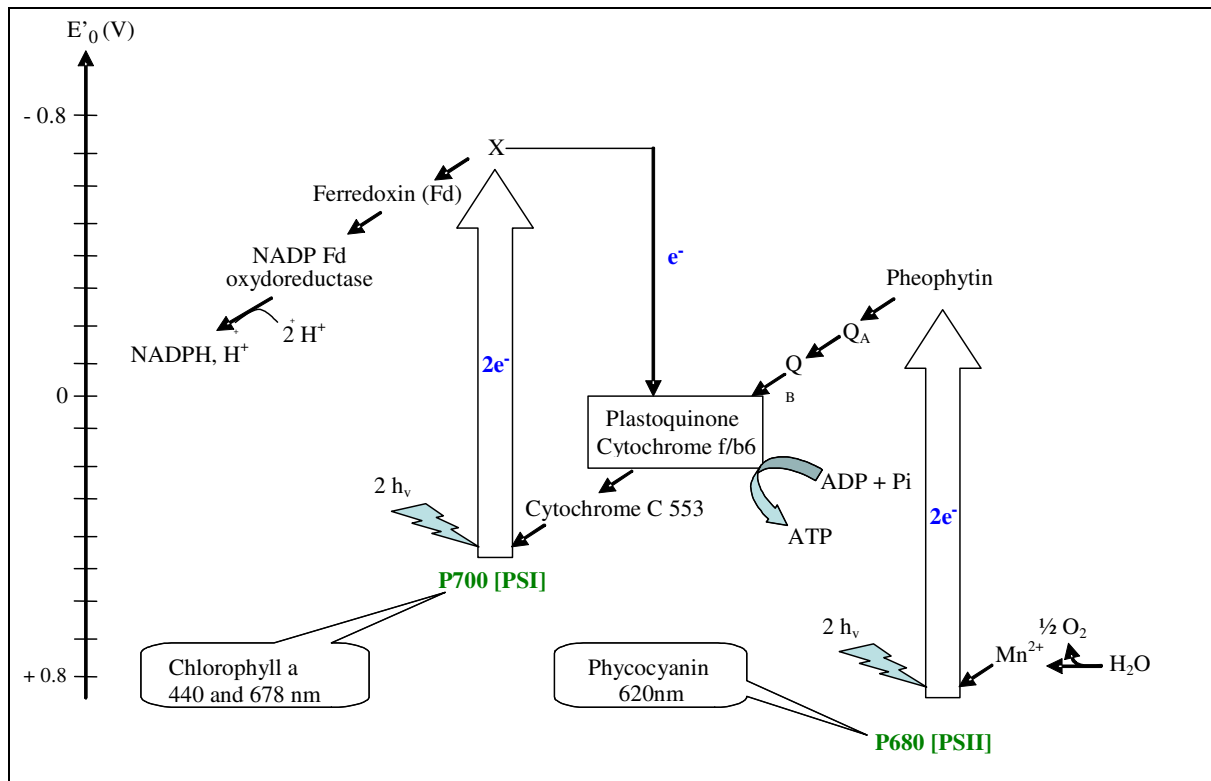 E'0 (V)
- 0.8
X
Ferredoxin (Fd)
e-
NADP Fd
oxydoreductase
Pheophytin
QA
2 H+
+
NADPH, H+
+
2e-
Q
B
0
Plastoquinone
Cytochrome f/b6
ADP + Pi
2 hν
Cytochrome C 553
2e-
ATP
P700 [PSI]
Chlorophyll a
440 and 678 nm
Phycocyanin
620nm
2 hν
½ O2
Mn2+
H2O
+ 0.8
P680 [PSII]